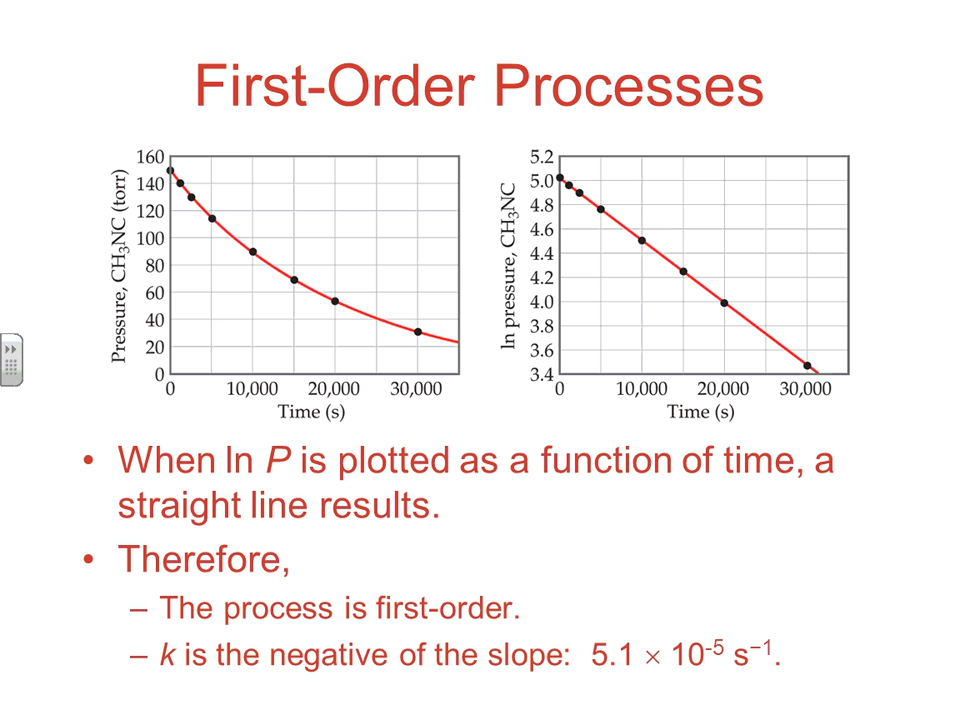 First-Order Processes
Pressure, CH₃NC (torr)
160
140
120
100
80
60
40
20
0
0 10,000 20,000 30,000
Time (s)
ln pressure, CH₃NC
5.2
5.0
4.8
4.6
4.4
4.2
4.0
3.8
3.6
3.4
0 10,000 20,000 30,000
Time (s)
• When ln P is plotted as a function of time, a
straight line results.
• Therefore,
– The process is first-order.
– k is the negative of the slope: 5.1 × 10⁻⁵ s⁻¹.